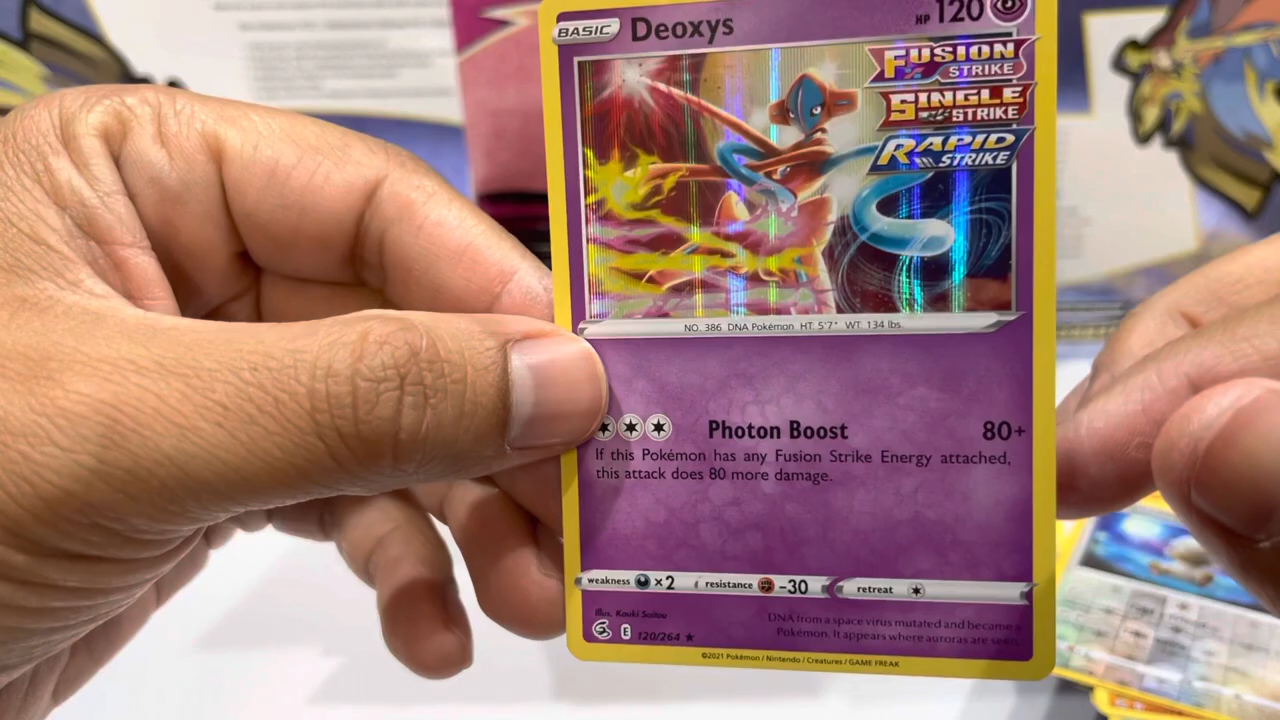 BASIC Deoxys HP 120
FUSION STRIKE
SINGLE STRIKE
RAPID STRIKE
NO. 386 DNA Pokémon HT: 5'7" WT: 134 lbs.
Photon Boost 80+
If this Pokémon has any Fusion Strike Energy attached,
this attack does 80 more damage.
weakness ×2 resistance -30 retreat
Illus. Kouki Saitou
DNA from a space virus mutated and became a
Pokémon. It appears where auroras are seen.
E 120/264 ★
©2021 Pokémon / Nintendo / Creatures / GAME FREAK